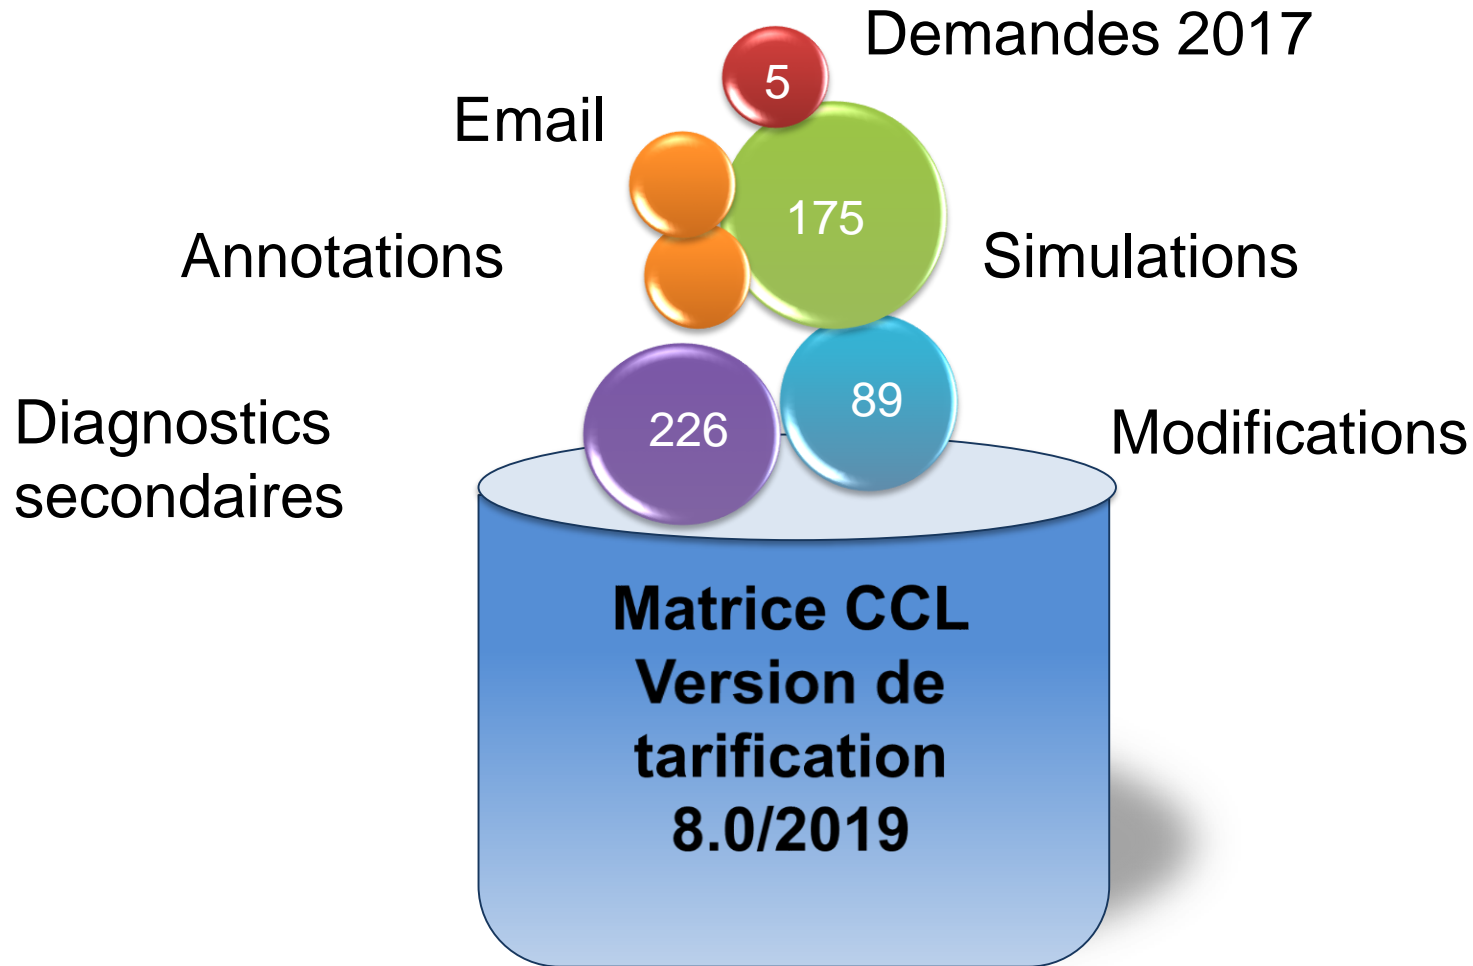 Demandes 2017
5
Email
175
Annotations
Simulations
Diagnostics
secondaires
226
89
Modifications
Matrice CCL
Version de
tarification
8.0/2019